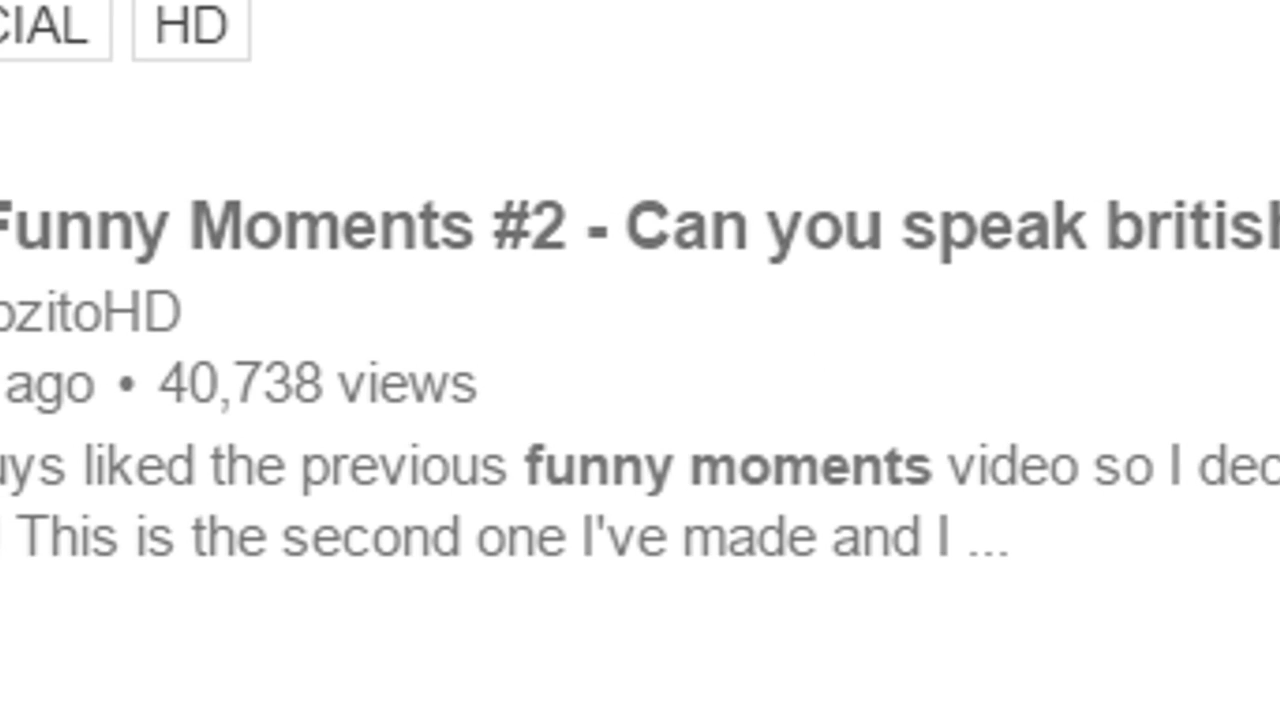 CIAL HD
Funny Moments #2 - Can you speak british
ozitoHD
ago • 40,738 views
uys liked the previous funny moments video so I dec
This is the second one I've made and I ...